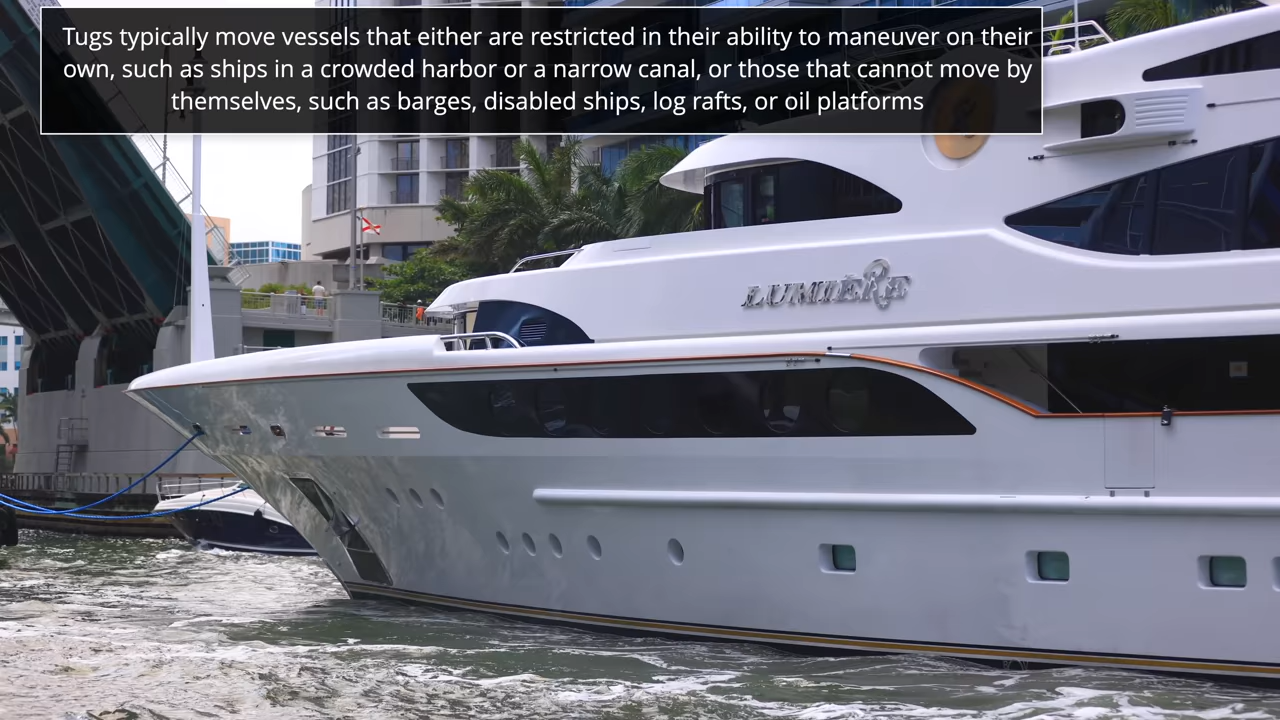 Tugs typically move vessels that either are restricted in their ability to maneuver on their
own, such as ships in a crowded harbor or a narrow canal, or those that cannot move by
themselves, such as barges, disabled ships, log rafts, or oil platforms
LUMIERE